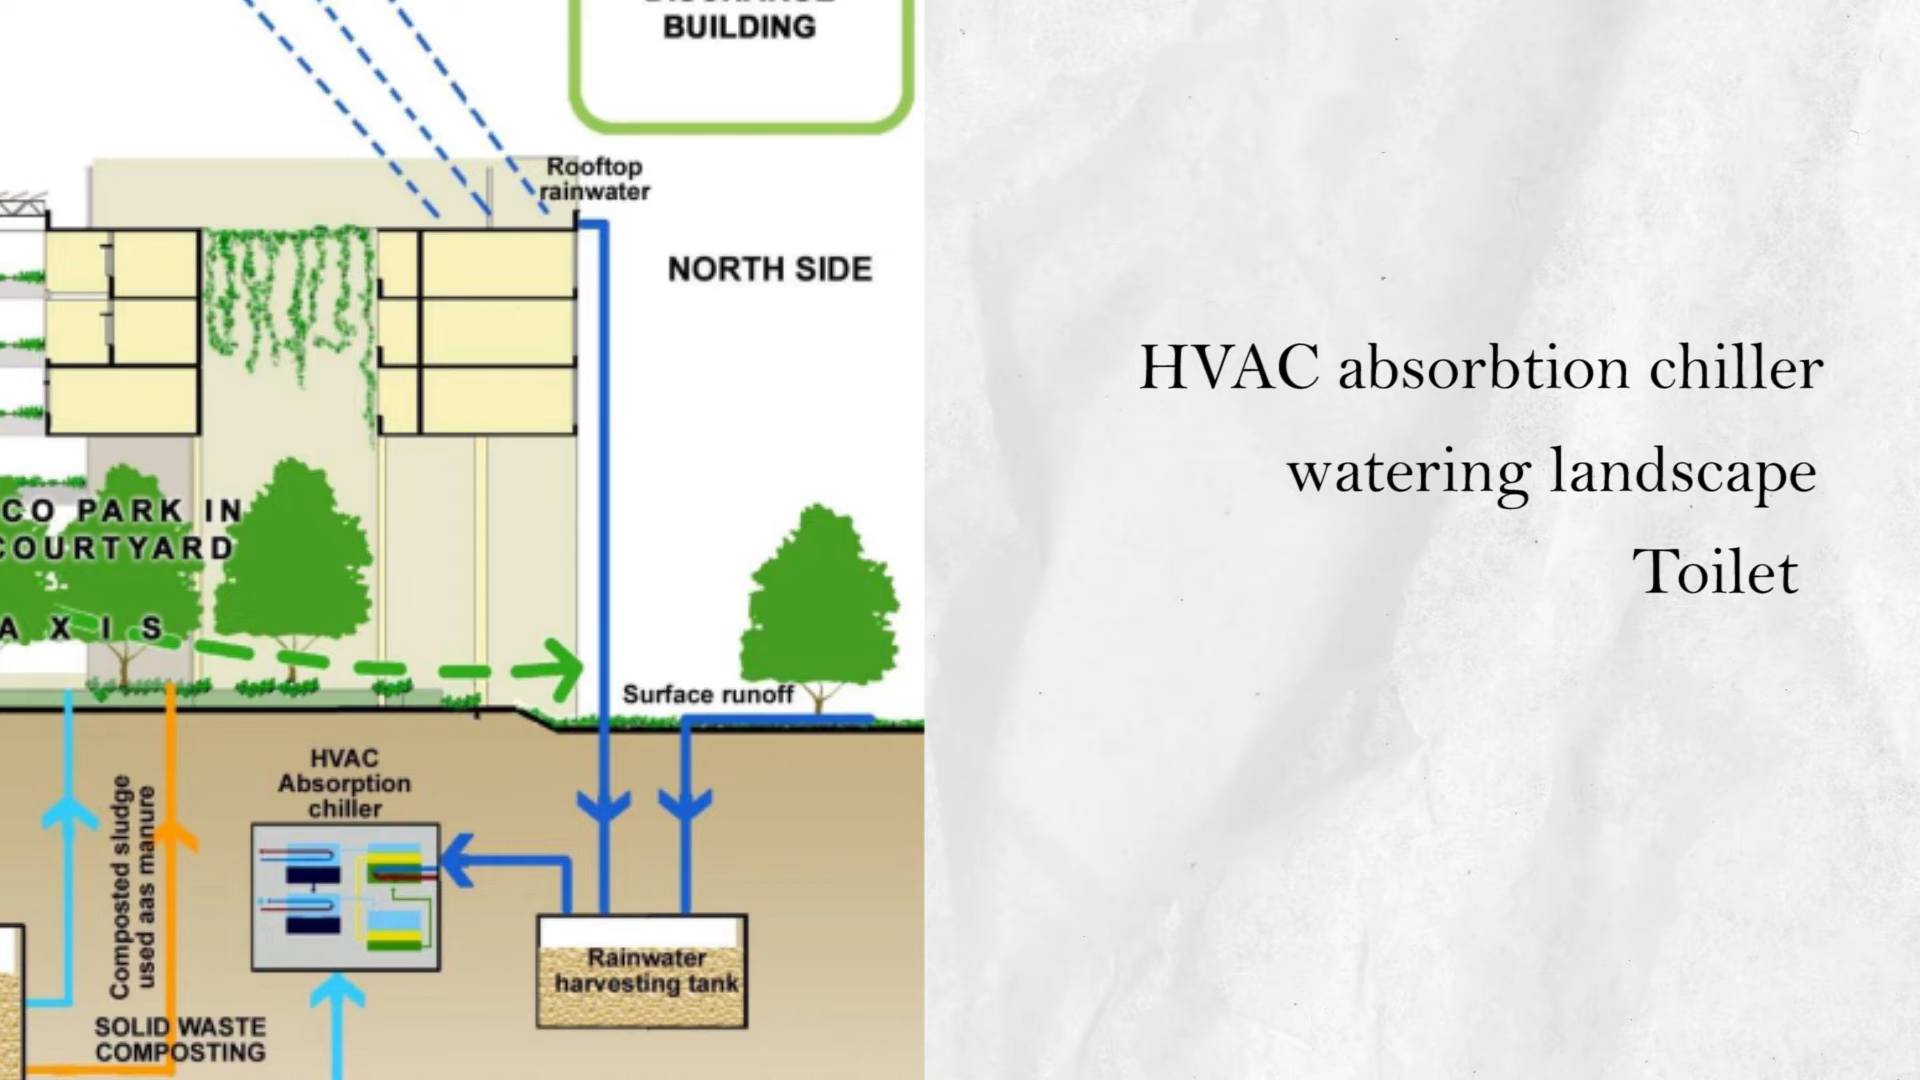 BUILDING
Rooftop
rainwater
NORTH SIDE
CO PARK IN
COURTYARD
A X I S
Surface runoff
HVAC
Absorption
chiller
Composted sludge
used aas manure
Rainwater
harvesting tank
SOLID WASTE
COMPOSTING
HVAC absorbtion chiller
watering landscape
Toilet